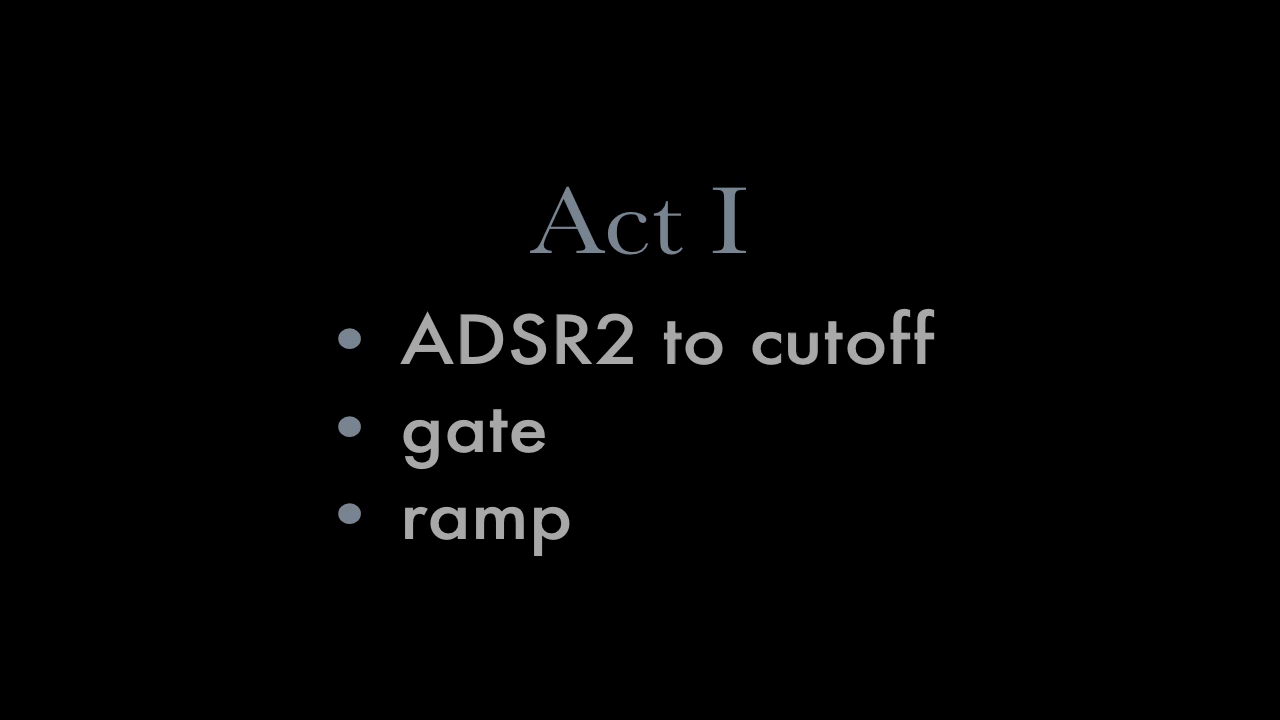 Act I
• ADSR2 to cutoff
• gate
• ramp